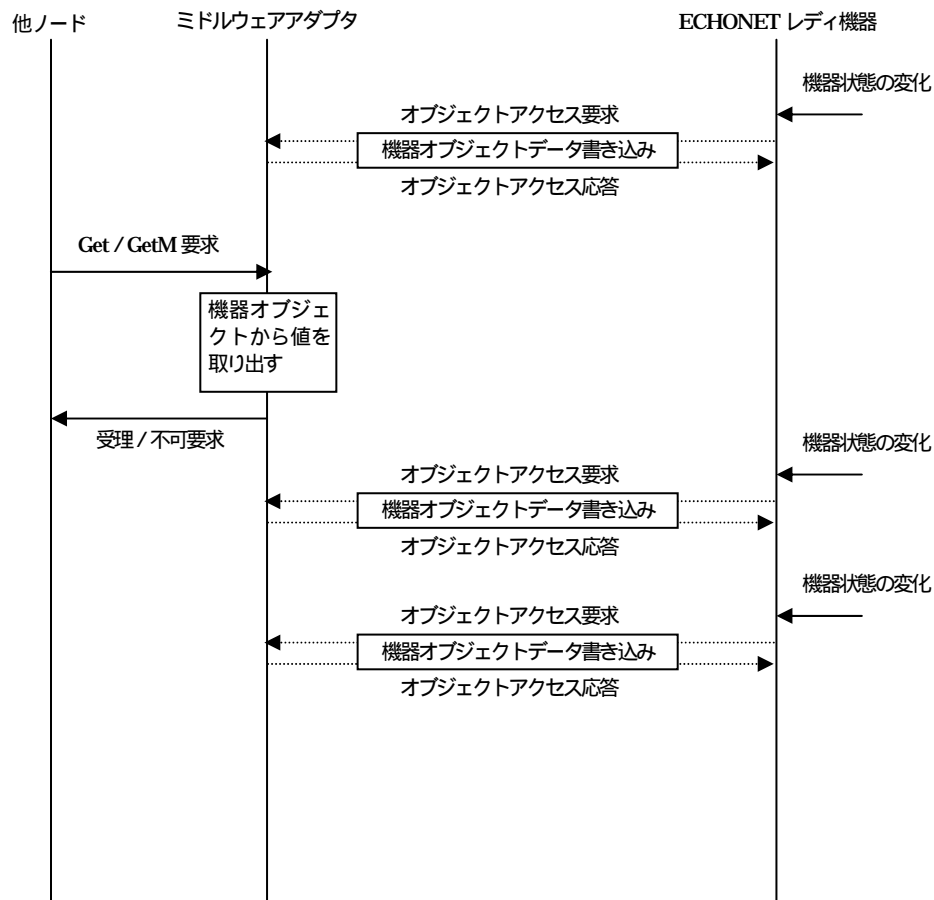 他ノード
ミドルウェアアダプタ
ECHONET レディ機器
機器状態の変化
オブジェクトアクセス要求
機器オブジェクトデータ書き込み
オブジェクトアクセス応答
Get / GetM 要求
機器オブジェ
クトから値を
取り出す
受理 / 不可要求
機器状態の変化
オブジェクトアクセス要求
機器オブジェクトデータ書き込み
オブジェクトアクセス応答
機器状態の変化
オブジェクトアクセス要求
機器オブジェクトデータ書き込み
オブジェクトアクセス応答